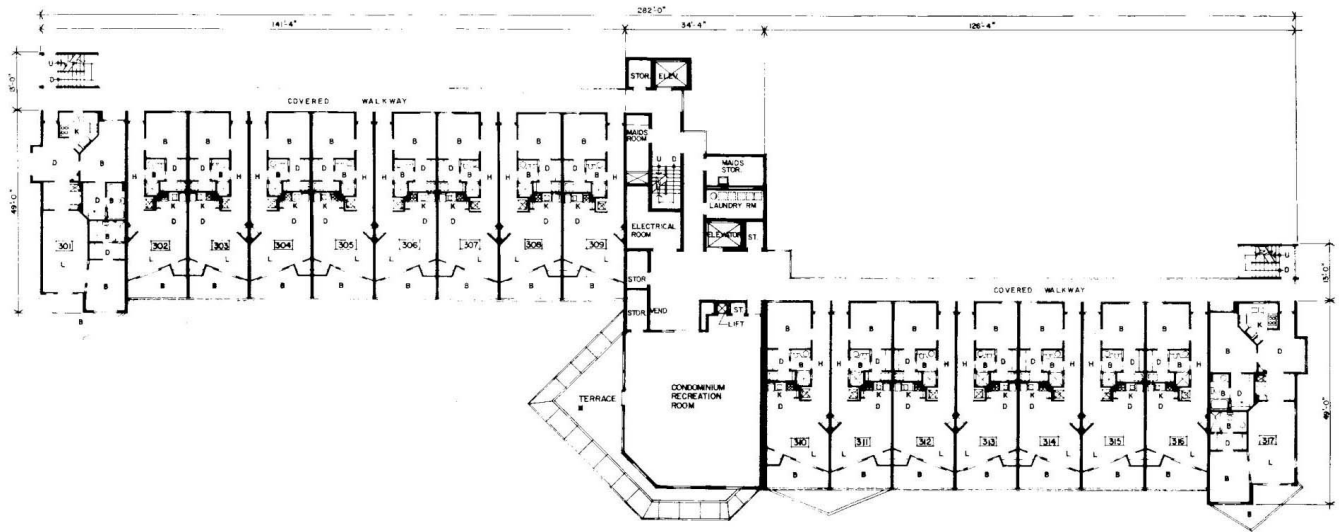 282'-0"
141'-4"
34'-4"
126'-4"
13'-0"
U
D
STOR.
ELEV.
COVERED WALKWAY
K
D
B
B
B
B
B
B
B
B
B
MAIDS
ROOM
U D
MAIDS
STOR.
LAUNDRY RM
49'-0"
D
B
B
D
D
B
H
B
D
D
B
H
B
D
D
B
H
B
D
D
B
H
K
K
K
K
K
K
K
K
D
D
D
D
D
D
D
D
ELECTRICAL
ROOM
ELEVATOR
ST.
301
302
303
304
305
306
307
308
309
L
L
L
L
L
L
L
L
L
B
B
B
B
B
B
B
B
B
B
STOR
STOR.
VEND
ST.
LIFT
U
D
13'-0"
COVERED WALKWAY
TERRACE
CONDOMINIUM
RECREATION
ROOM
B
B
B
B
B
B
B
B
K
D
D
B
H
B
D
D
B
H
B
D
D
B
H
B
D
B
D
K
K
K
K
K
K
K
D
D
D
D
D
D
D
B
D
310
311
312
313
314
315
316
317
L
L
L
L
L
L
L
L
B
B
B
B
B
B
B
B
B
49'-0"